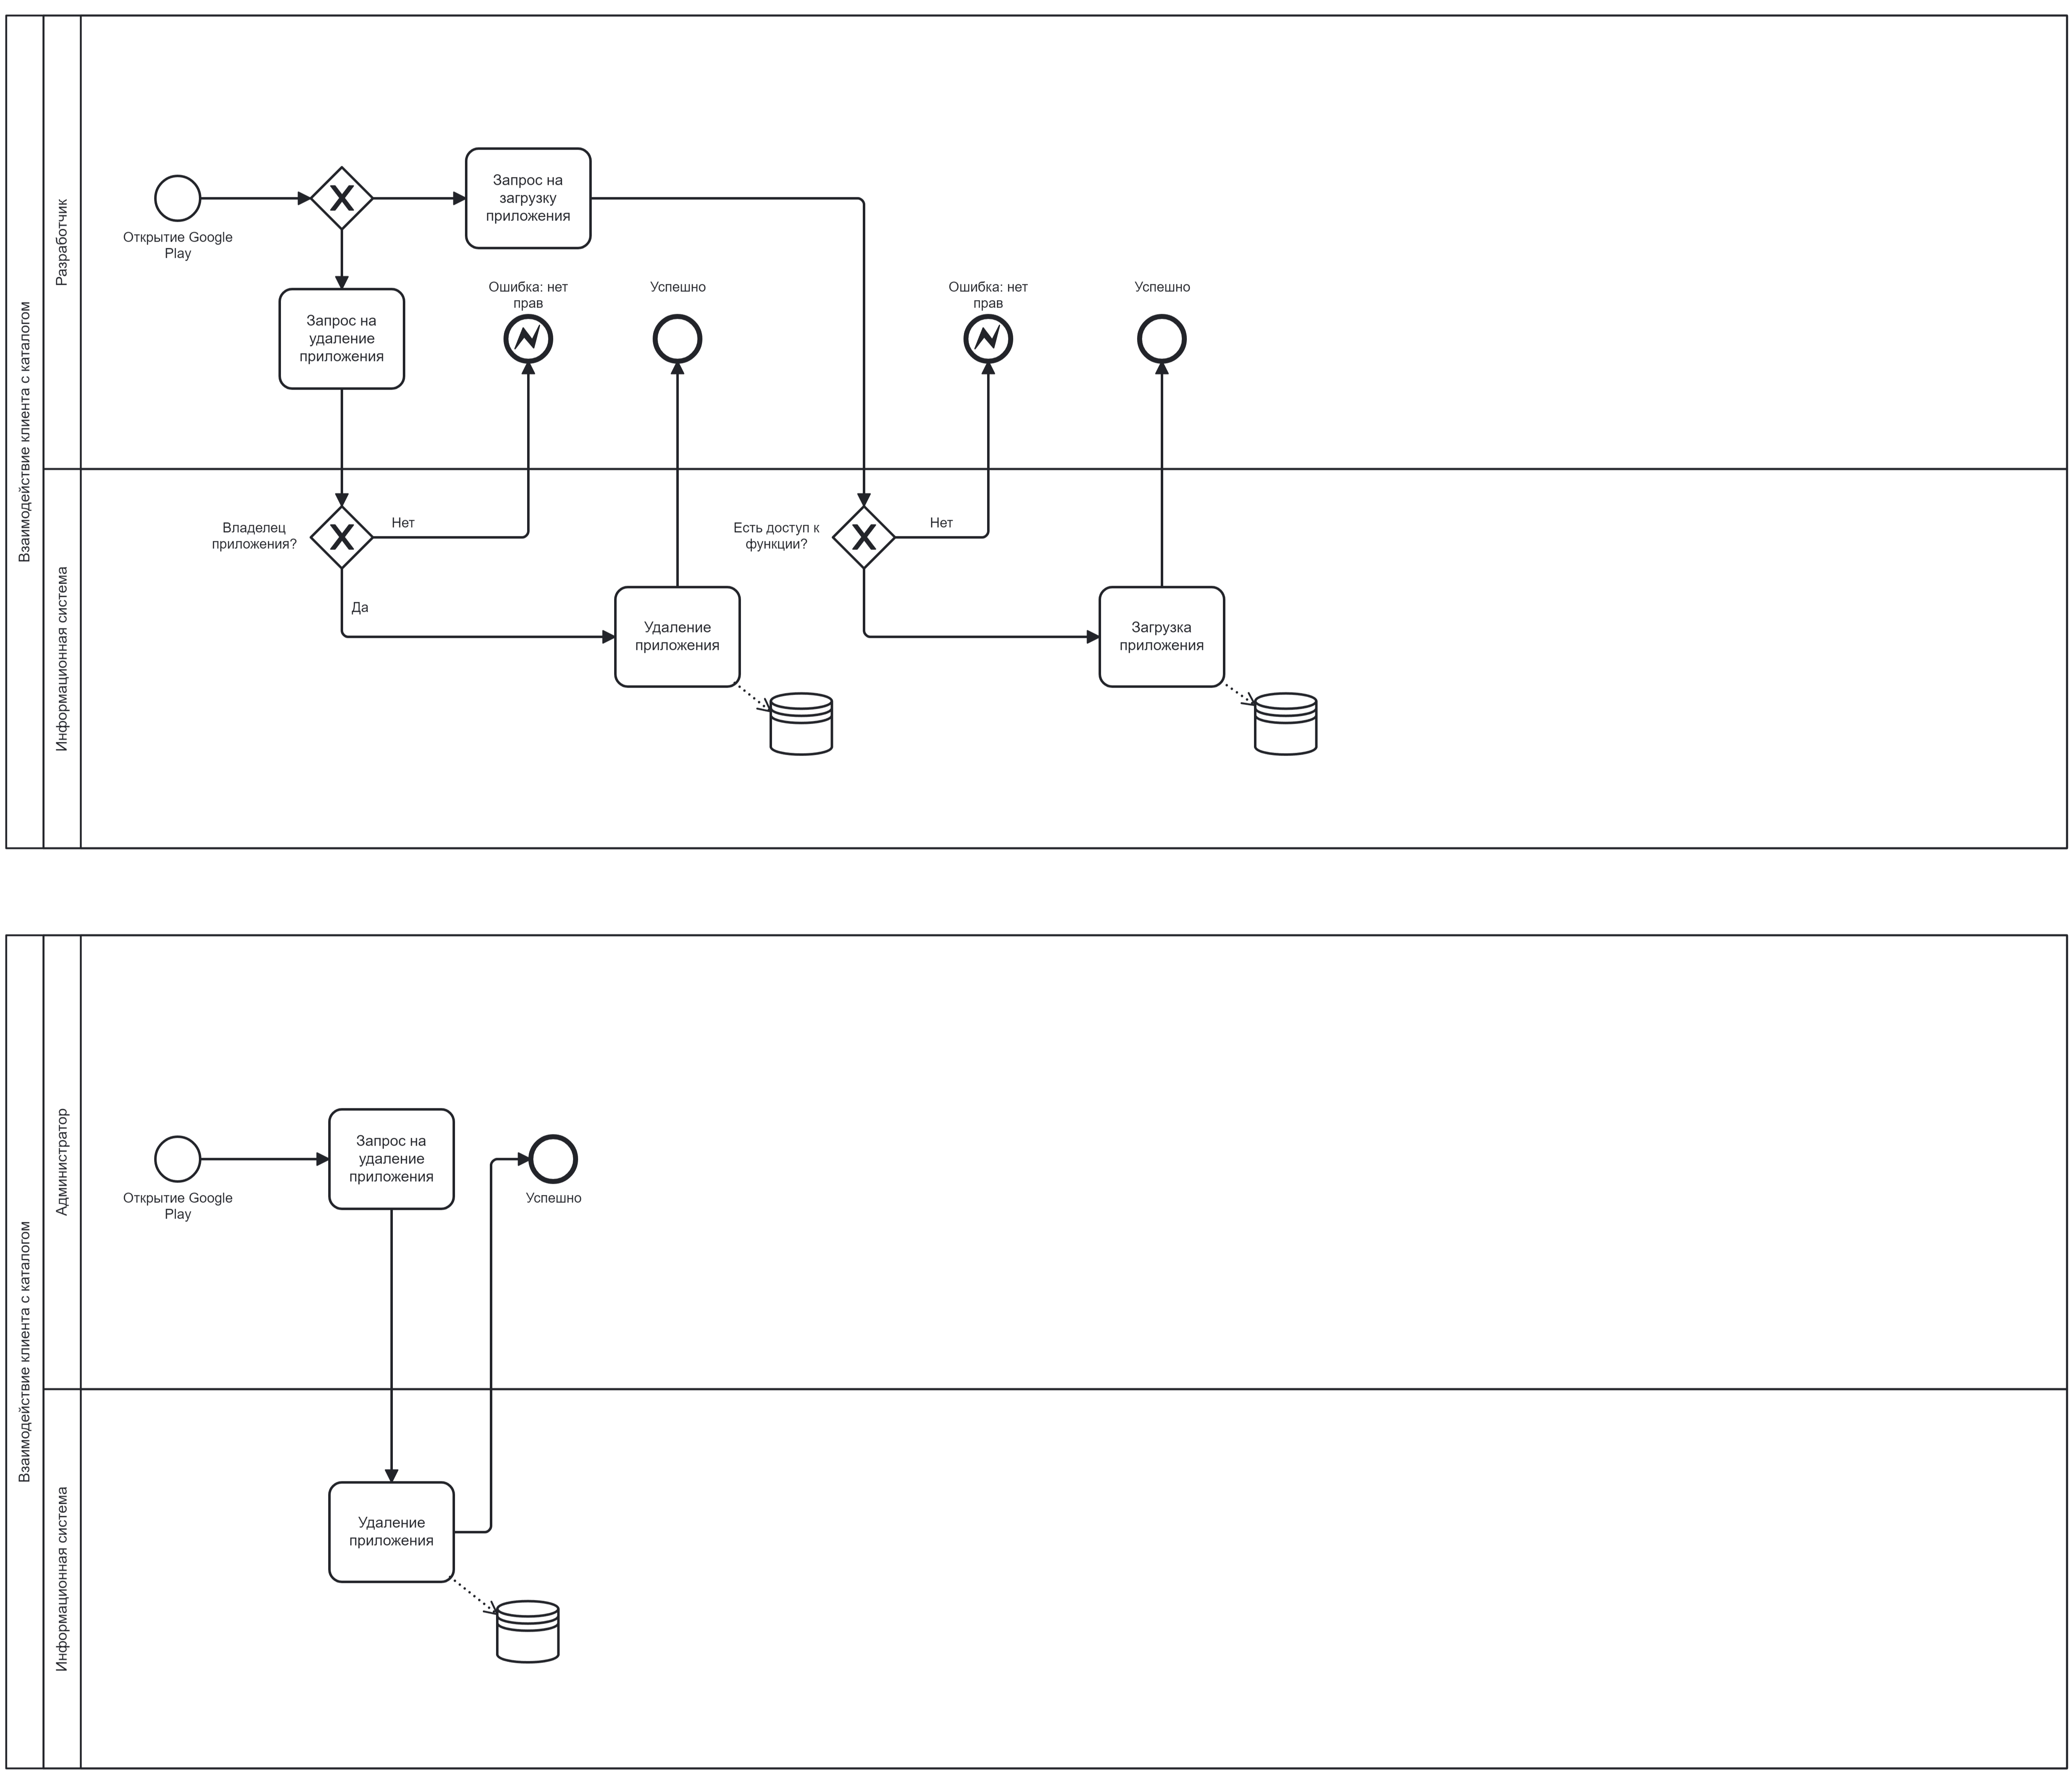 Взаимодействие клиента с каталогом
Разработчик
Открытие Google
Play
Запрос на
загрузку
приложения
Запрос на
удаление
приложения
Ошибка: нет
прав
Успешно
Ошибка: нет
прав
Успешно
Информационная система
Владелец
приложения?
Нет
Да
Удаление
приложения
Есть доступ к
функции?
Нет
Загрузка
приложения
Взаимодействие клиента с каталогом
Администратор
Открытие Google
Play
Запрос на
удаление
приложения
Успешно
Информационная система
Удаление
приложения